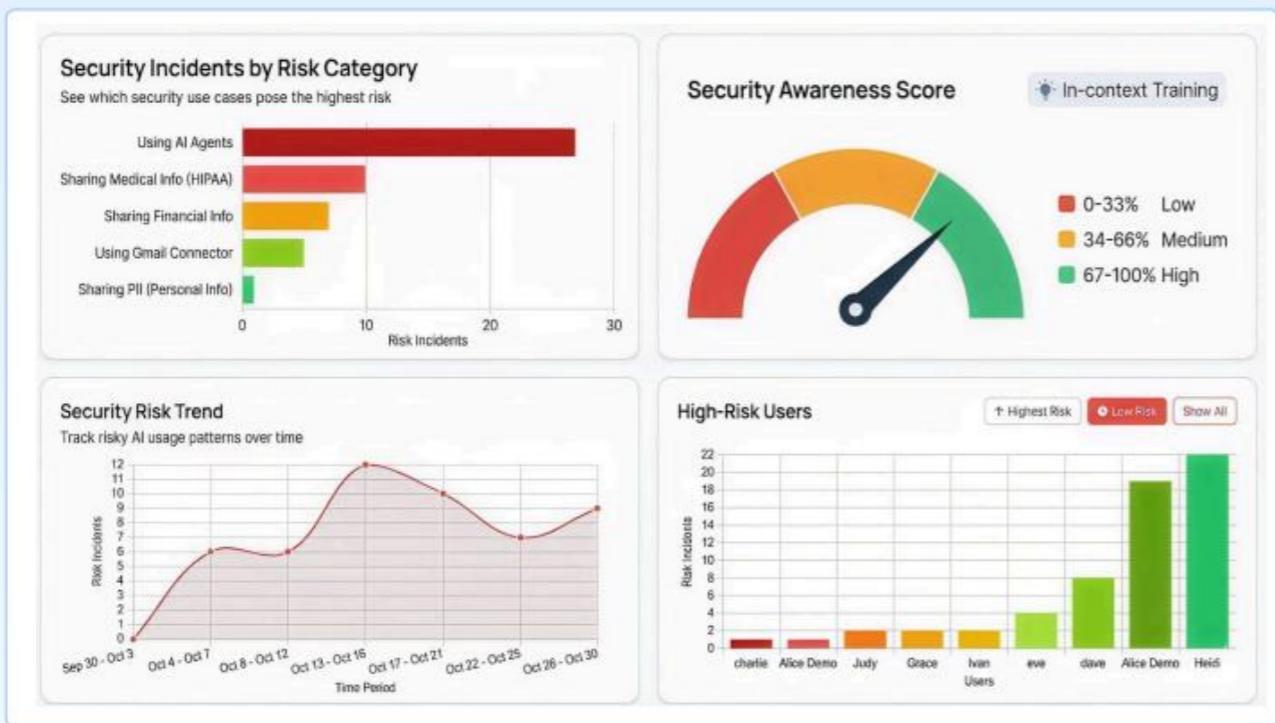 Security Incidents by Risk Category
See which security use cases pose the highest risk
Using AI Agents
Sharing Medical Info (HIPAA)
Sharing Financial Info
Using Gmail Connector
Sharing PII (Personal Info)
0 10 20 30
Risk Incidents
Security Awareness Score
In-context Training
0-33% Low
34-66% Medium
67-100% High
Security Risk Trend
Track risky AI usage patterns over time
12
11
10
9
8
7
6
5
4
3
2
1
0
Risk Incidents
Sep 30 - Oct 3 Oct 4 - Oct 7 Oct 8 - Oct 12 Oct 13 - Oct 16 Oct 17 - Oct 21 Oct 22 - Oct 25 Oct 26 - Oct 30
Time Period
High-Risk Users
↑ Highest Risk Low Risk Show All
22
20
18
16
14
12
10
8
6
4
2
0
Risk Incidents
charlie Alice Demo Judy Grace Ivan eve dave Alice Demo Heidi
Users